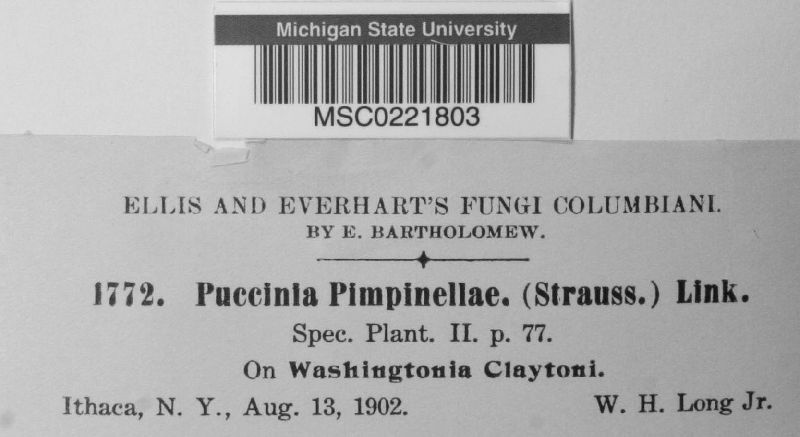 Michigan State University
MSC0221803
ELLIS AND EVERHART'S FUNGI COLUMBIANI.
BY E. BARTHOLOMEW.
1772. Puccinia Pimpinellae. (Strauss.) Link.
Spec. Plant. II. p. 77.
On Washingtonia Claytoni.
Ithaca, N. Y., Aug. 13, 1902. W. H. Long Jr.